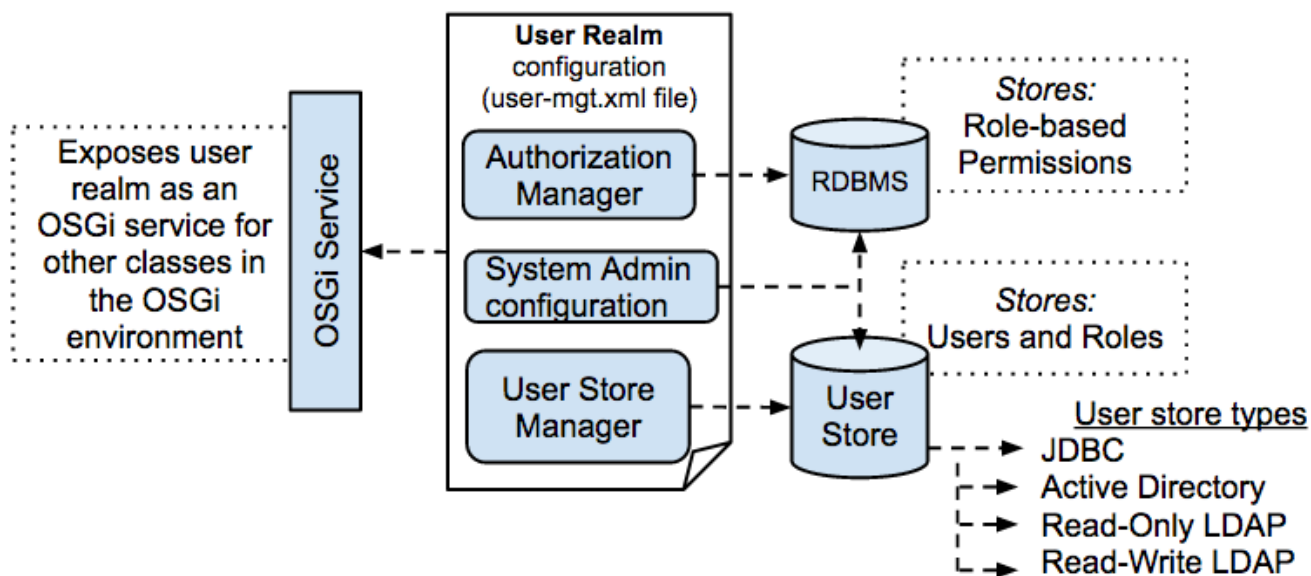 User Realm
configuration
(user-mgt.xml file)
Exposes user
realm as an
OSGi service for
other classes in
the OSGi
environment
OSGi Service
Authorization
Manager
System Admin
configuration
User Store
Manager
RDBMS
Stores:
Role-based
Permissions
Stores:
Users and Roles
User
Store
User store types
JDBC
Active Directory
Read-Only LDAP
Read-Write LDAP